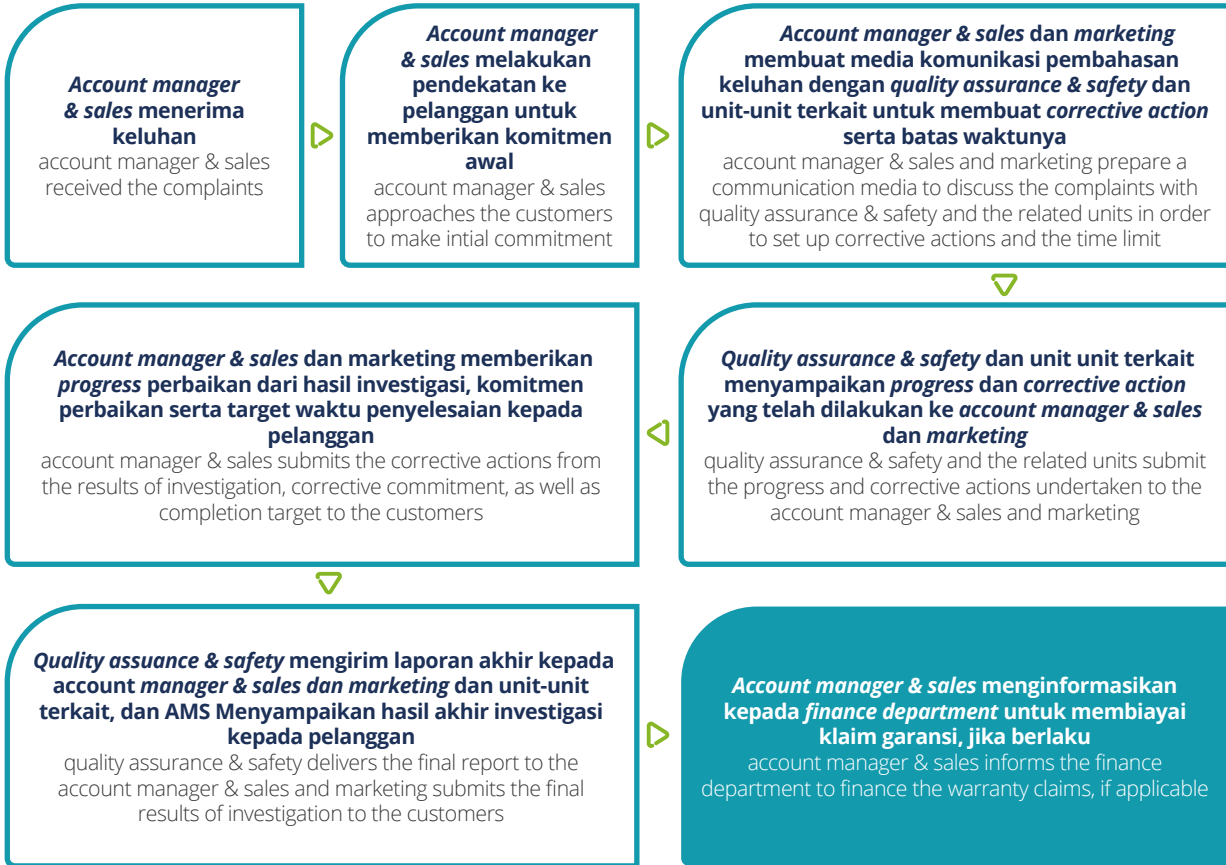 Account manager
& sales menerima
keluhan
account manager & sales
received the complaints
Account manager
& sales melakukan
pendekatan ke
pelanggan untuk
memberikan komitmen
awal
account manager & sales
approaches the customers
to make intial commitment
Account manager & sales dan marketing
membuat media komunikasi pembahasan
keluhan dengan quality assurance & safety dan
unit-unit terkait untuk membuat corrective action
serta batas waktunya
account manager & sales and marketing prepare a
communication media to discuss the complaints with
quality assurance & safety and the related units in order
to set up corrective actions and the time limit
Quality assurance & safety dan unit unit terkait
menyampaikan progress dan corrective action
yang telah dilakukan ke account manager & sales
dan marketing
quality assurance & safety and the related units submit
the progress and corrective actions undertaken to the
account manager & sales and marketing
Account manager & sales dan marketing memberikan
progress perbaikan dari hasil investigasi, komitmen
perbaikan serta target waktu penyelesaian kepada
pelanggan
account manager & sales submits the corrective actions from
the results of investigation, corrective commitment, as well as
completion target to the customers
Quality assuance & safety mengirim laporan akhir kepada
account manager & sales dan marketing dan unit-unit
terkait, dan AMS Menyampaikan hasil akhir investigasi
kepada pelanggan
quality assurance & safety delivers the final report to the
account manager & sales and marketing submits the final
results of investigation to the customers
Account manager & sales menginformasikan
kepada finance department untuk membiayai
klaim garansi, jika berlaku
account manager & sales informs the finance
department to finance the warranty claims, if applicable